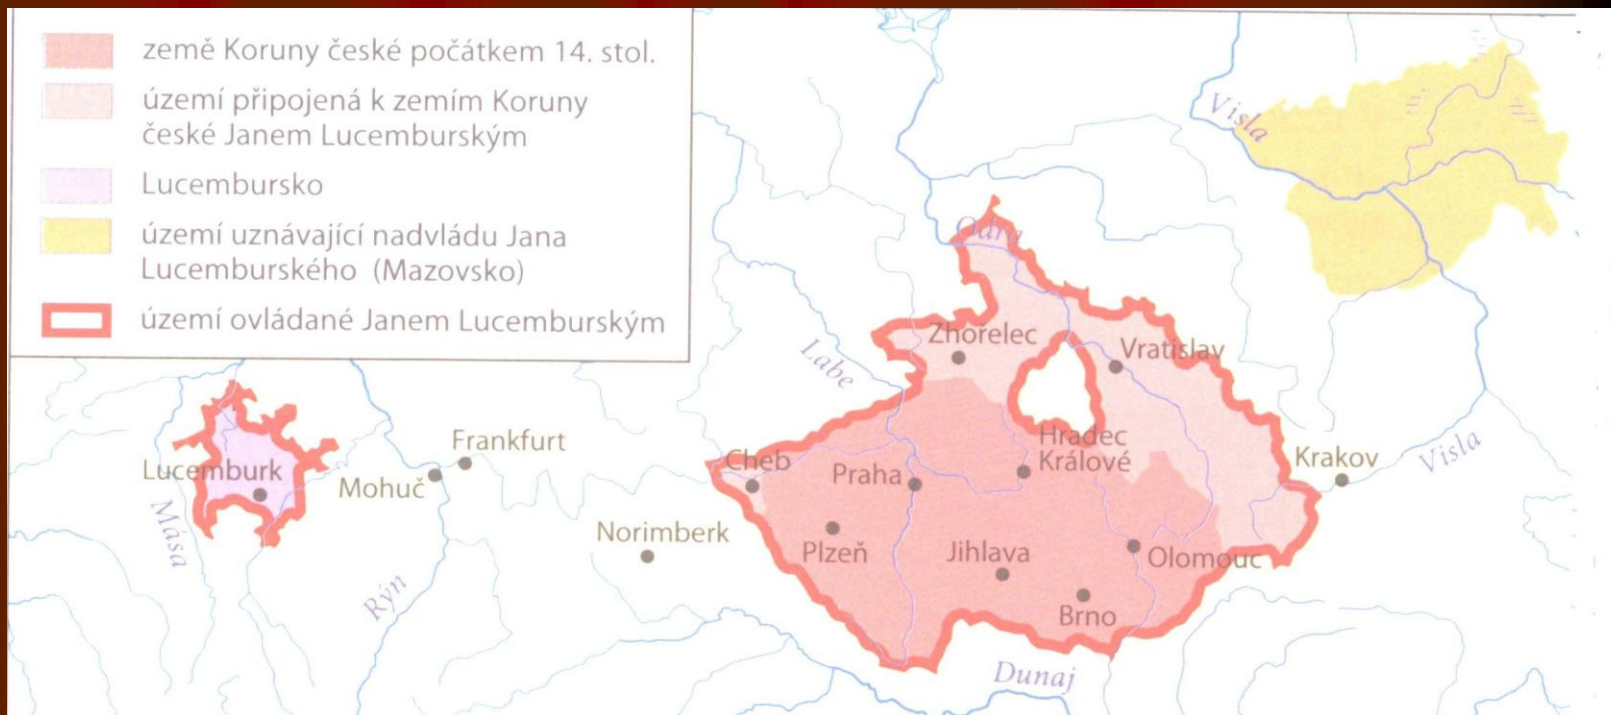 země Koruny české počátkem 14. stol.
území připojená k zemím Koruny
české Janem Lucemburským
Lucembursko
území uznávající nadvládu Jana
Lucemburského (Mazovsko)
území ovládané Janem Lucemburským
Visla
Odra
Zhořelec
Vratislav
Labe
Frankfurt
Lucemburk
Mohuč
Cheb
Praha
Hradec
Králové
Krakov
Visla
Mása
Norimberk
Plzeň
Jihlava
Olomouc
Rýn
Brno
Dunaj